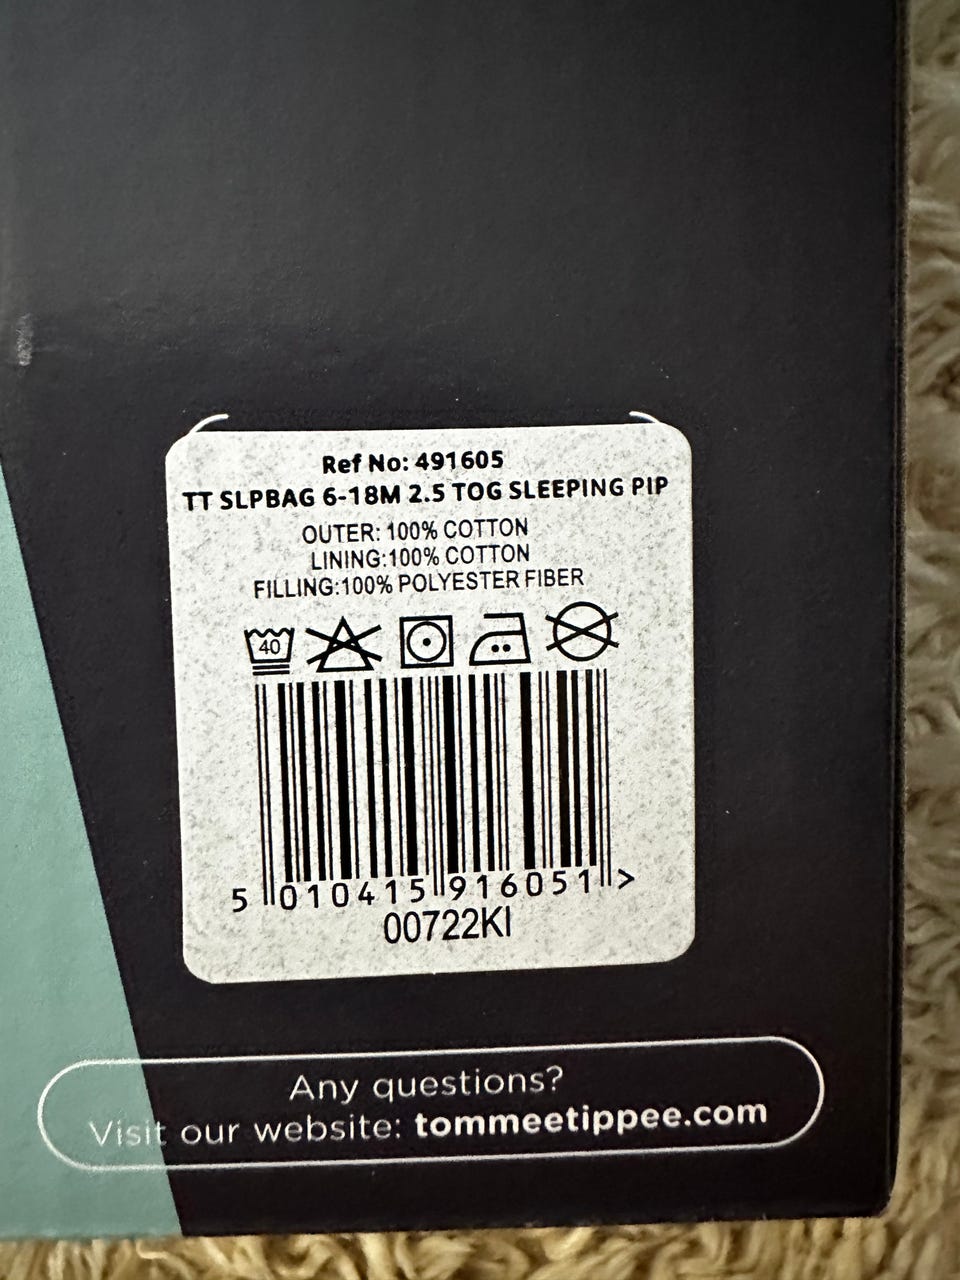 Ref No: 491605
TT SLPBAG 6-18M 2.5 TOG SLEEPING PIP
OUTER: 100% COTTON
LINING:100% COTTON
FILLING:100% POLYESTER FIBER
40
5 010415 916051 >
00722KI
Any questions?
Visit our website: tommeetippee.com